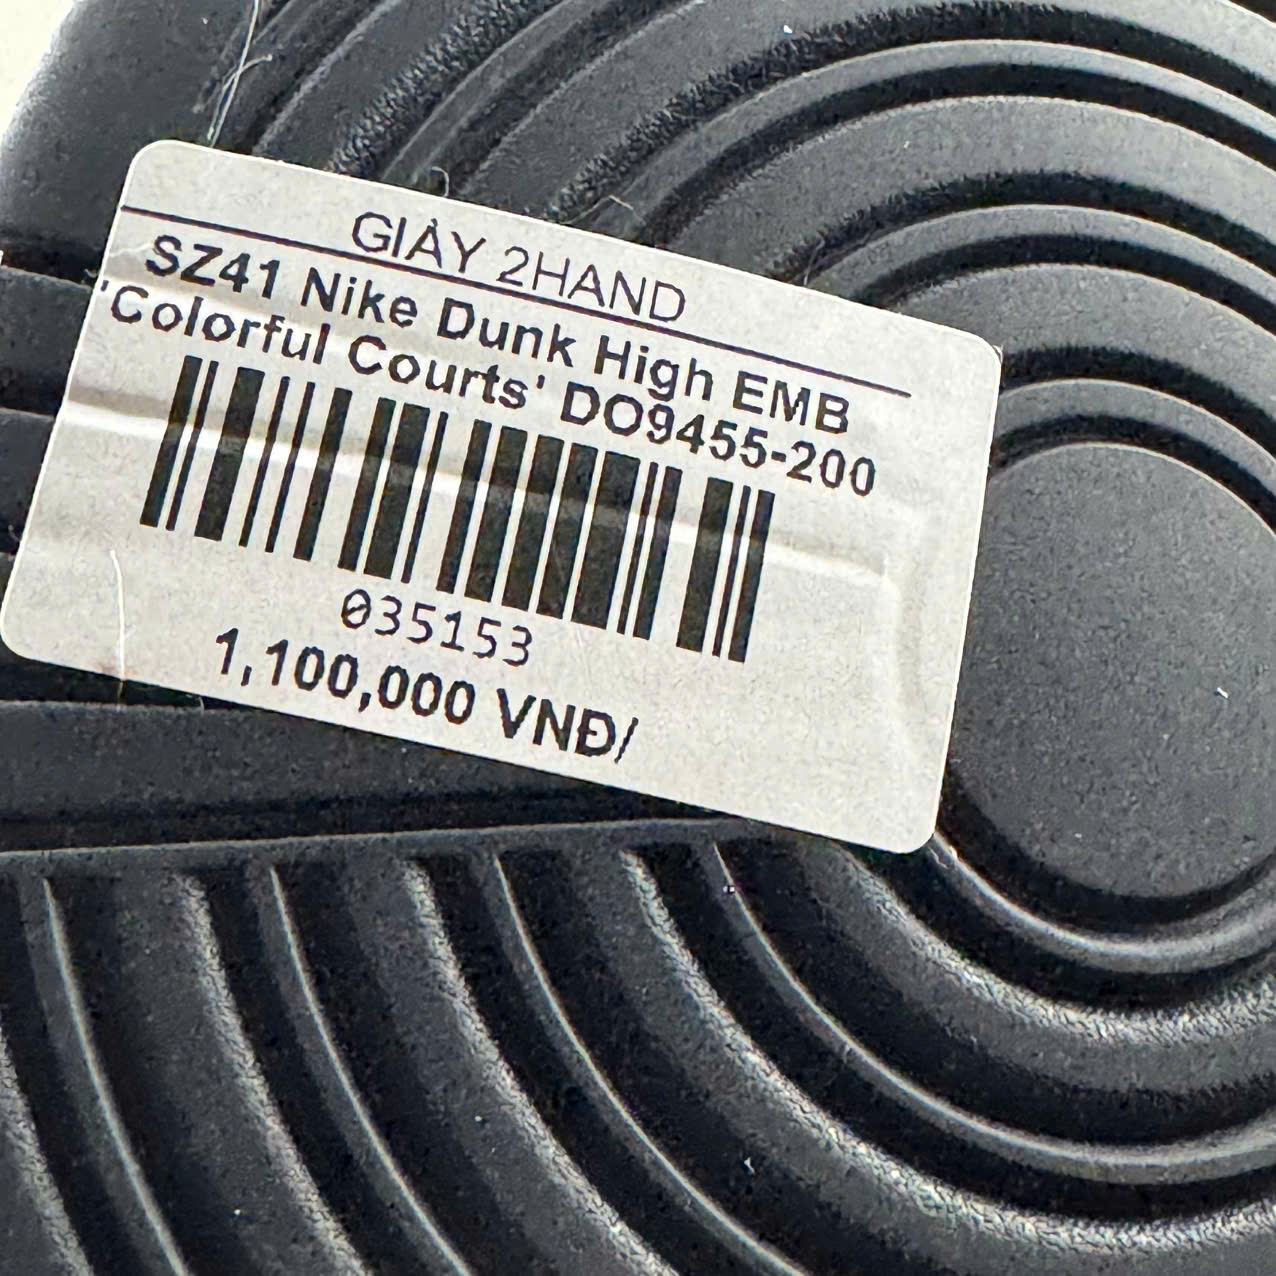 GIÀY 2HAND
SZ41 Nike Dunk High EMB
'Colorful Courts' DO9455-200
035153
1,100,000 VNĐ/